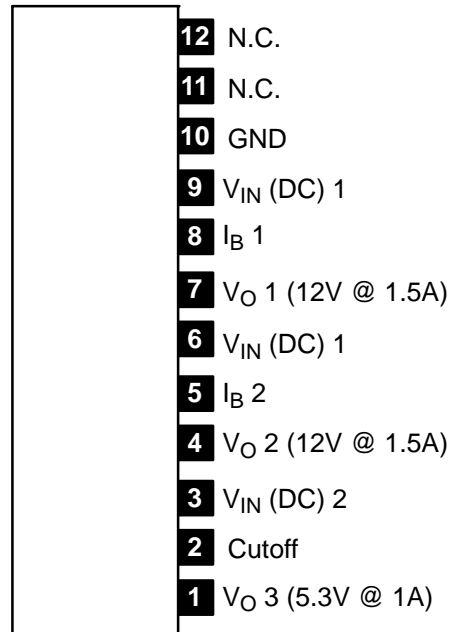 12 N.C.
11 N.C.
10 GND
9 VIN (DC) 1
8 IB 1
7 VO 1 (12V @ 1.5A)
6 VIN (DC) 1
5 IB 2
4 VO 2 (12V @ 1.5A)
3 VIN (DC) 2
2 Cutoff
1 VO 3 (5.3V @ 1A)